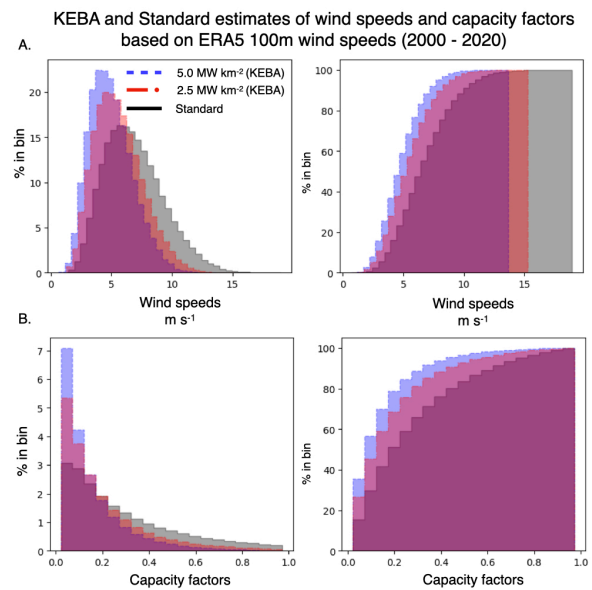 KEBA and Standard estimates of wind speeds and capacity factors
based on ERA5 100m wind speeds (2000 - 2020)
A.
5.0 MW km⁻² (KEBA)
2.5 MW km⁻² (KEBA)
Standard
% in bin
20
15
10
5
0
0 5 10 15
Wind speeds
m s⁻¹
% in bin
100
80
60
40
20
0
0 5 10 15
Wind speeds
m s⁻¹
B.
% in bin
7
6
5
4
3
2
1
0
0.0 0.2 0.4 0.6 0.8 1.0
Capacity factors
% in bin
100
80
60
40
20
0
0.0 0.2 0.4 0.6 0.8 1.0
Capacity factors